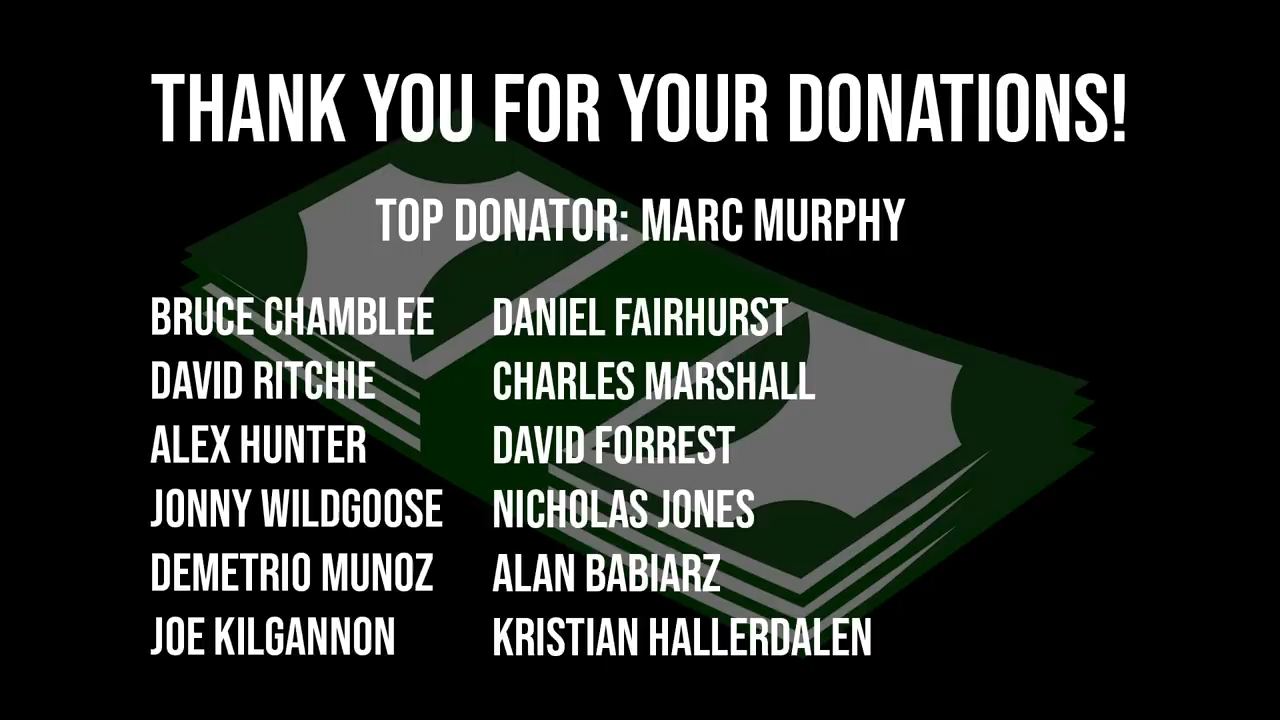 THANK YOU FOR YOUR DONATIONS!
TOP DONATOR: MARC MURPHY
BRUCE CHAMBLEE
DAVID RITCHIE
ALEX HUNTER
JONNY WILDGOOSE
DEMETRIO MUNOZ
JOE KILGANNON
DANIEL FAIRHURST
CHARLES MARSHALL
DAVID FORREST
NICHOLAS JONES
ALAN BABIARZ
KRISTIAN HALLERDALEN